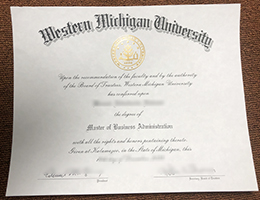 Western Michigan University
Upon the recommendation of the faculty and by the authority
of the Board of Trustees, Western Michigan University
has conferred upon
the degree of
Master of Business Administration
with all the rights and honors pertaining thereto.
Given at Kalamazoo, in the State of Michigan, this